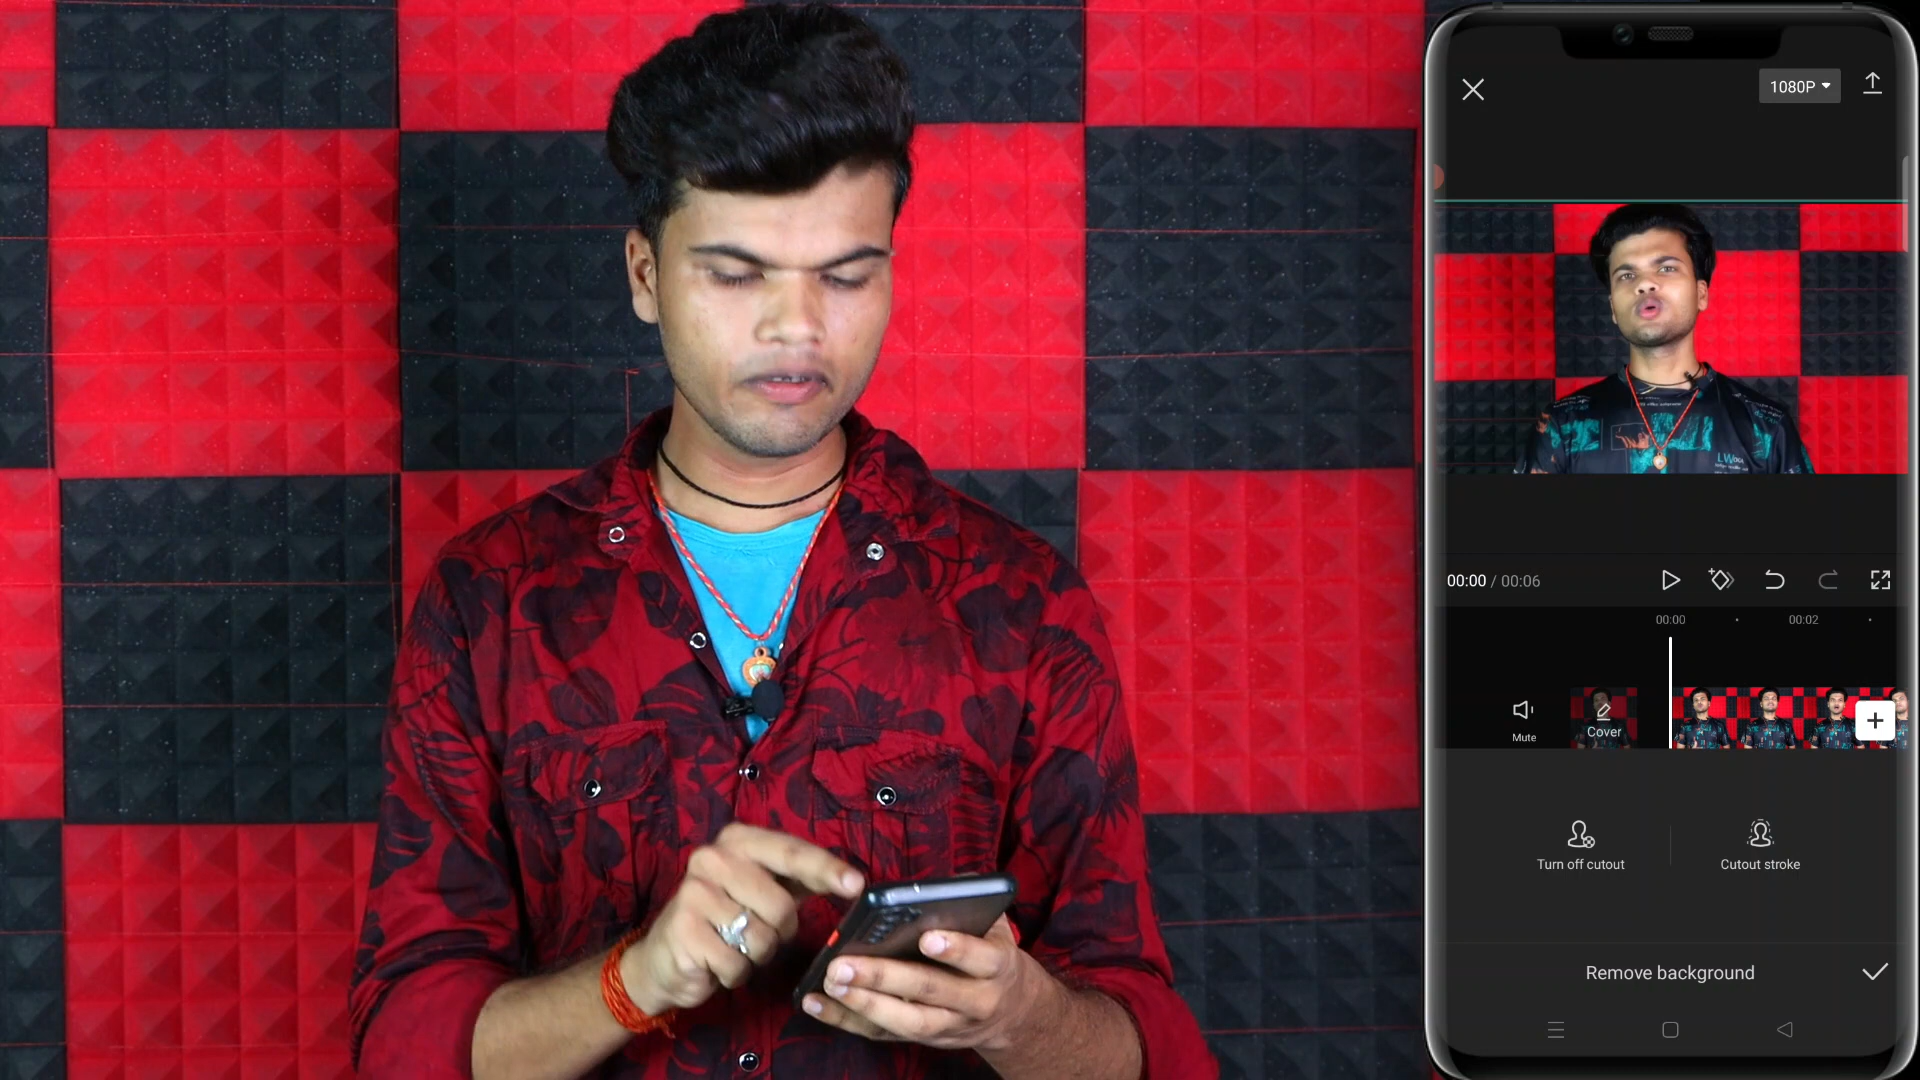 1080P
00:00 / 00:06
00:00
00:02
Mute
Cover
Turn off cutout
Cutout stroke
Remove background